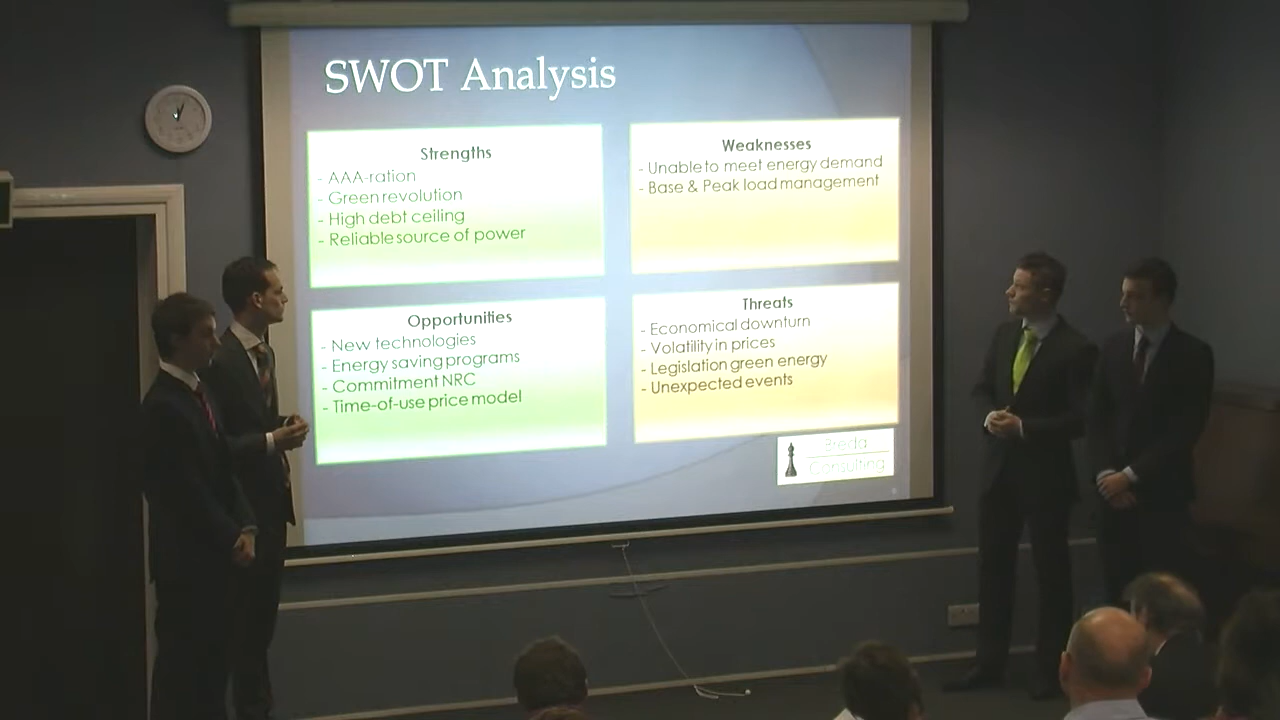 SWOT Analysis
Strengths
- AAA-ration
- Green revolution
- High debt ceiling
- Reliable source of power
Weaknesses
- Unable to meet energy demand
- Base & Peak load management
Opportunities
- New technologies
- Energy saving programs
- Commitment NRC
- Time-of-use price model
Threats
- Economical downturn
- Volatility in prices
- Legislation green energy
- Unexpected events
Breda
Consulting